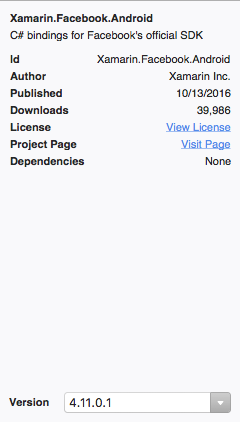 Xamarin.Facebook.Android
C# bindings for Facebook's official SDK
Id Xamarin.Facebook.Android
Author Xamarin Inc.
Published 10/13/2016
Downloads 39,986
License View License
Project Page Visit Page
Dependencies None
Version 4.11.0.1